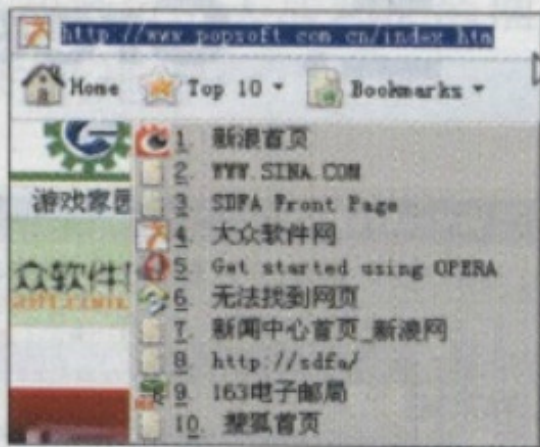 http://www.popsoft.com.cn/index.htm
Home Top 10 Bookmarks
1. 新浪首页
2. WWW.SINA.COM
3. SDFA Front Page
4. 大众软件网
5. Get started using OPERA
6. 无法找到网页
7. 新闻中心首页_新浪网
8. http://sdfa/
9. 163电子邮局
10. 搜狐首页
游戏家园
众软件